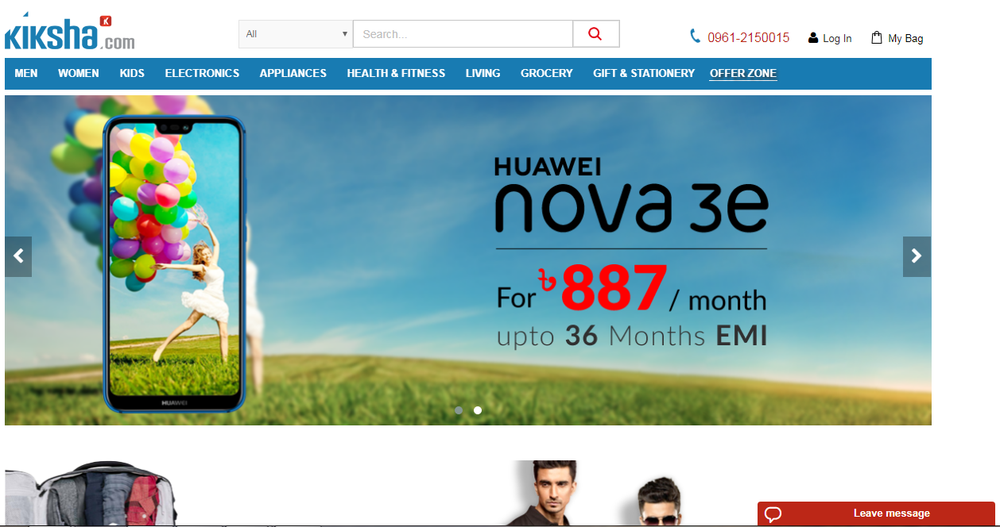 kiksha.com
K
All
Search...
0961-2150015
Log In
My Bag
MEN
WOMEN
KIDS
ELECTRONICS
APPLIANCES
HEALTH & FITNESS
LIVING
GROCERY
GIFT & STATIONERY
OFFER ZONE
HUAWEI
nova 3e
For ৳887 / month
upto 36 Months EMI
HUAWEI
Leave message